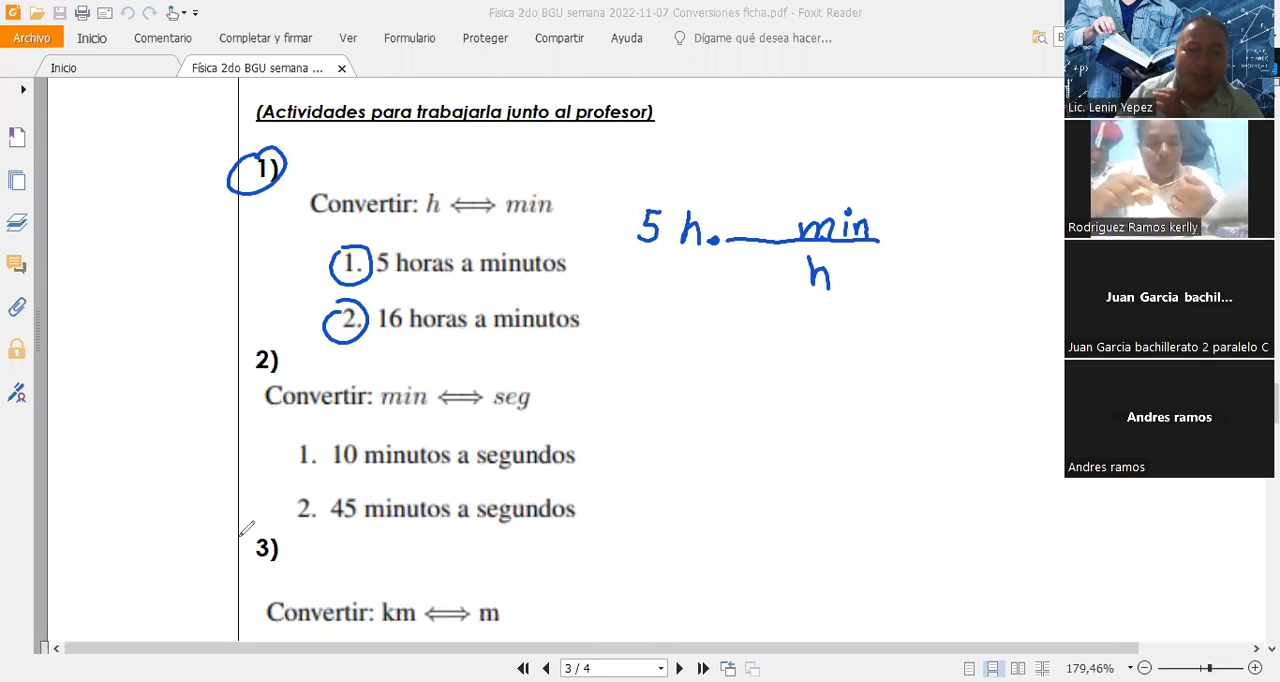 Física 2do BGU semana 2022-11-07 Conversiones ficha.pdf - Foxit Reader
Archivo Inicio Comentario Completar y firmar Ver Formulario Proteger Compartir Ayuda Dígame qué desea hacer...
Inicio Física 2do BGU semana ...
(Actividades para trabajarla junto al profesor)
1)
Convertir: h ⟺ min
5 h. min
h
1. 5 horas a minutos
2. 16 horas a minutos
2)
Convertir: min ⟺ seg
1. 10 minutos a segundos
2. 45 minutos a segundos
3)
Convertir: km ⟺ m
3 / 4
179,46%
Lic. Lenin Yepez
Rodriguez Ramos kerlly
Juan Garcia bachil...
Juan Garcia bachillerato 2 paralelo C
Andres ramos
Andres ramos